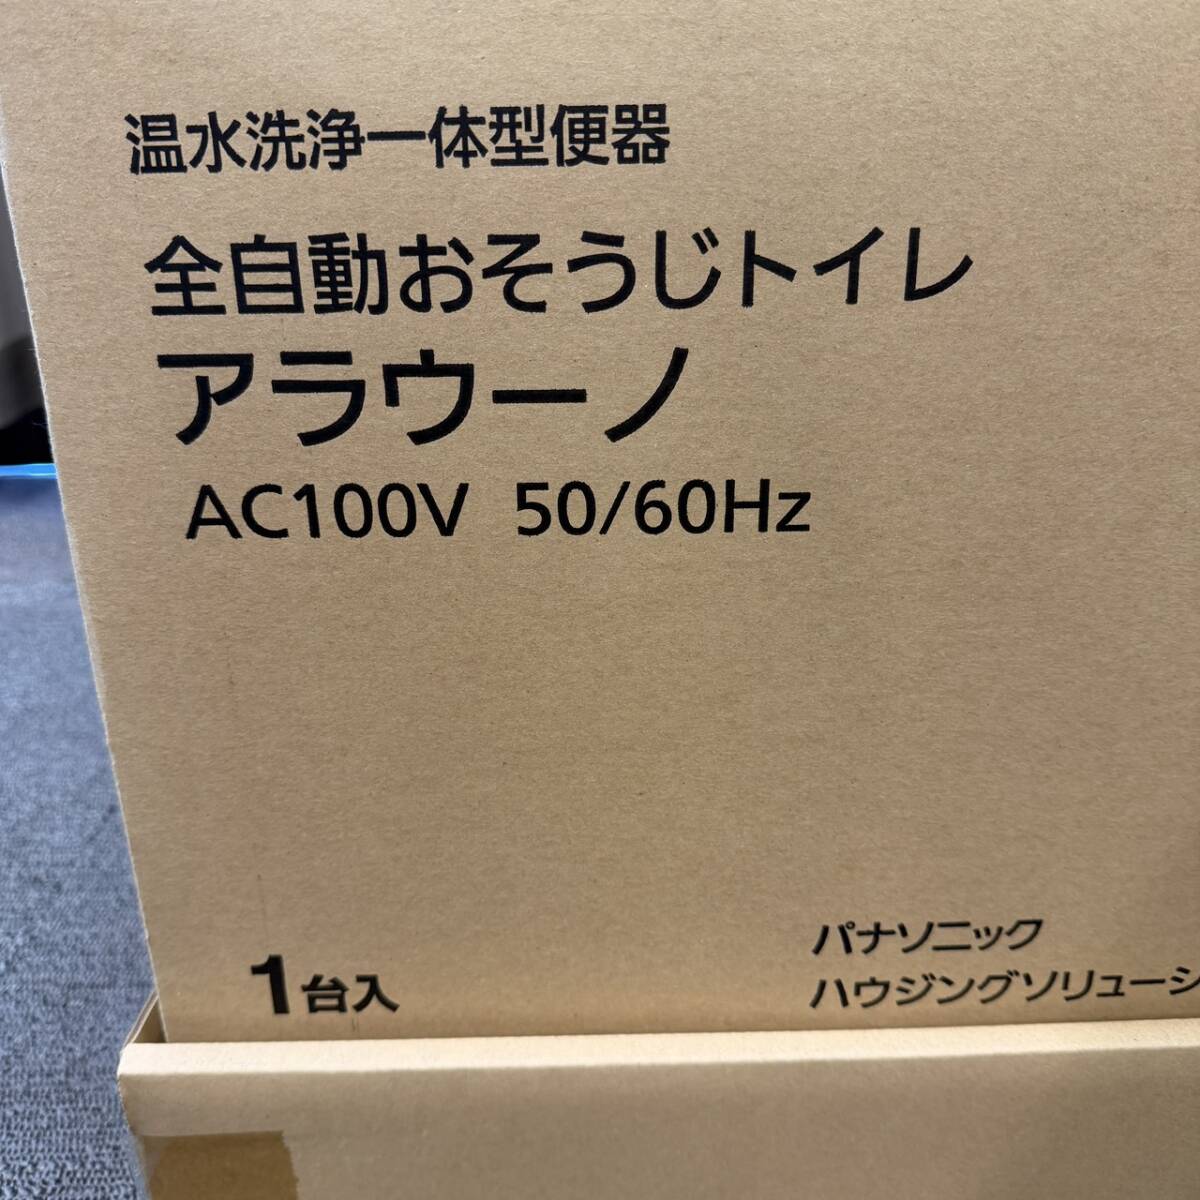 温水洗浄一体型便器
全自動おそうじトイレ
アラウーノ
AC100V 50/60Hz
1台入
パナソニック
ハウジングソリューシ